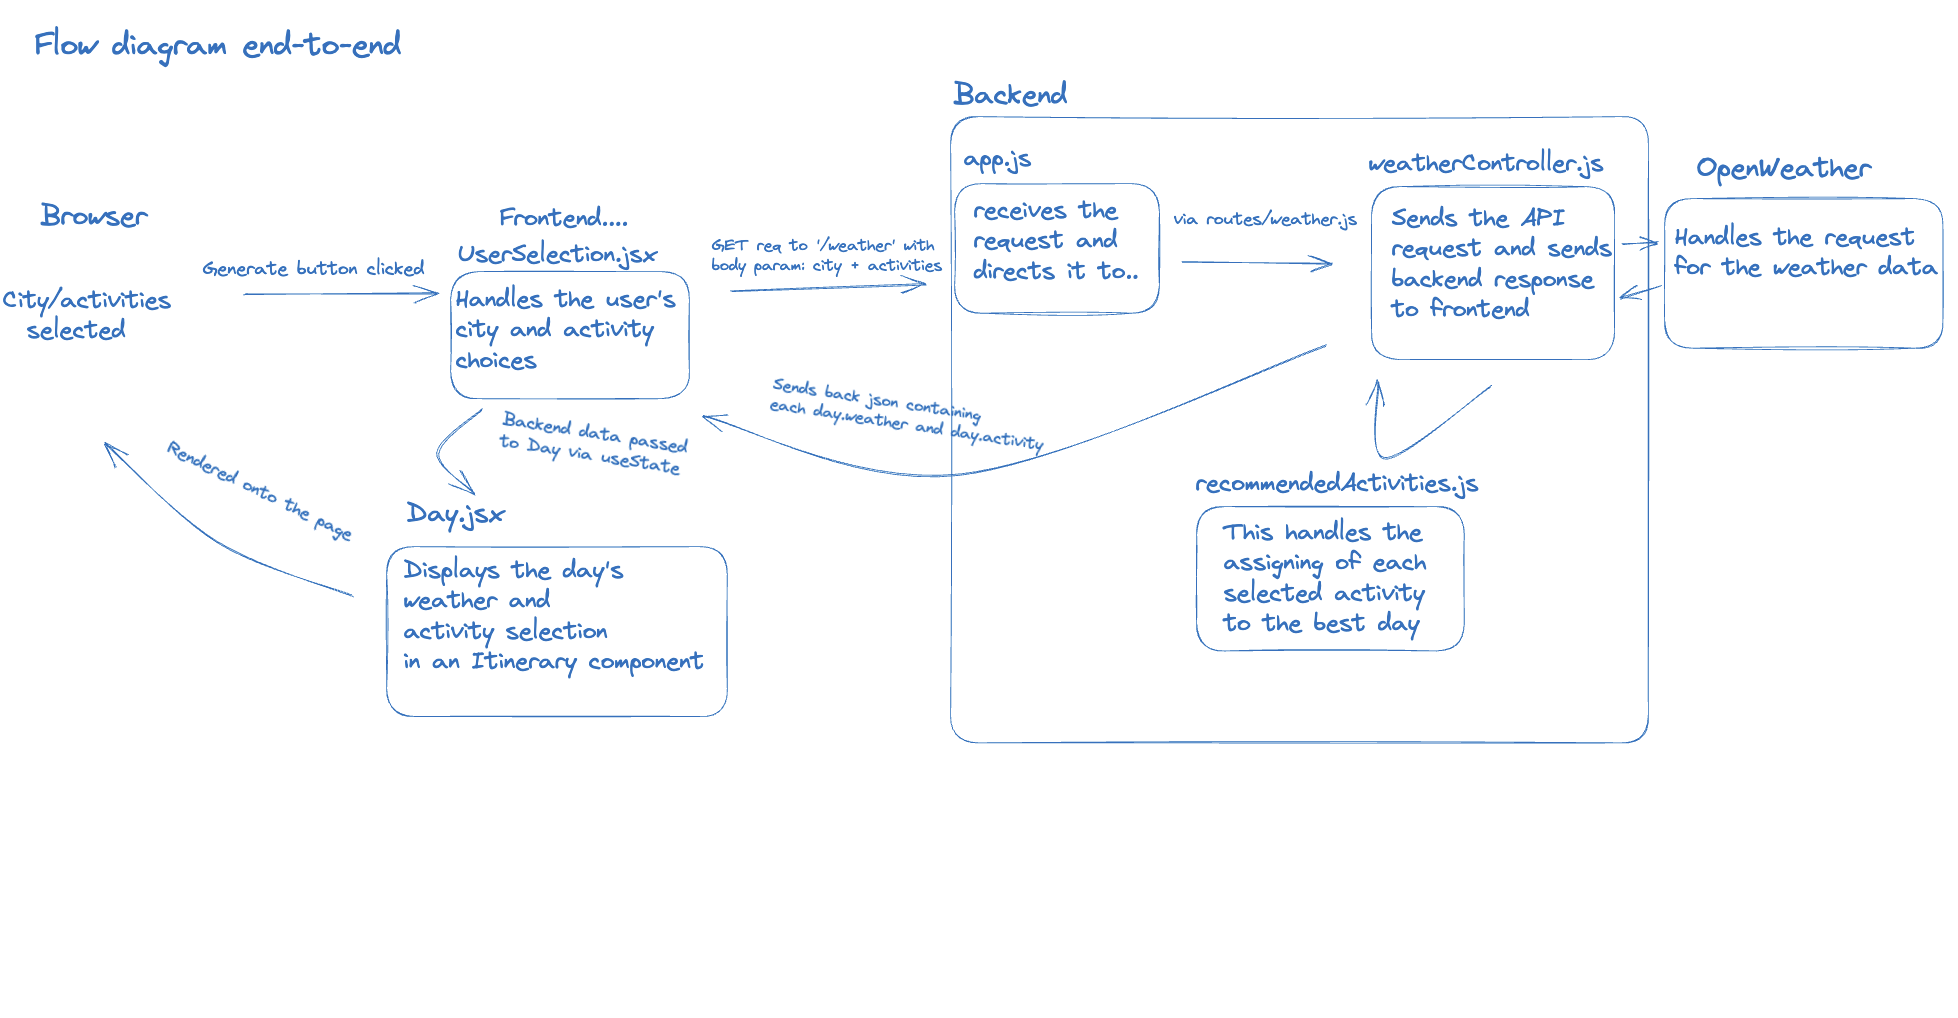 Flow diagram end-to-end
Backend
app.js
weatherController.js
OpenWeather
Browser
Frontend....
UserSelection.jsx
City/activities
selected
Generate button clicked
Handles the user's
city and activity
choices
GET req to '/weather' with
body param: city + activities
receives the
request and
directs it to..
via routes/weather.js
Sends the API
request and sends
backend response
to frontend
Handles the request
for the weather data
Sends back json containing
each day.weather and day.activity
Backend data passed
to Day via useState
Rendered onto the page
Day.jsx
Displays the day's
weather and
activity selection
in an Itinerary component
recommendedActivities.js
This handles the
assigning of each
selected activity
to the best day